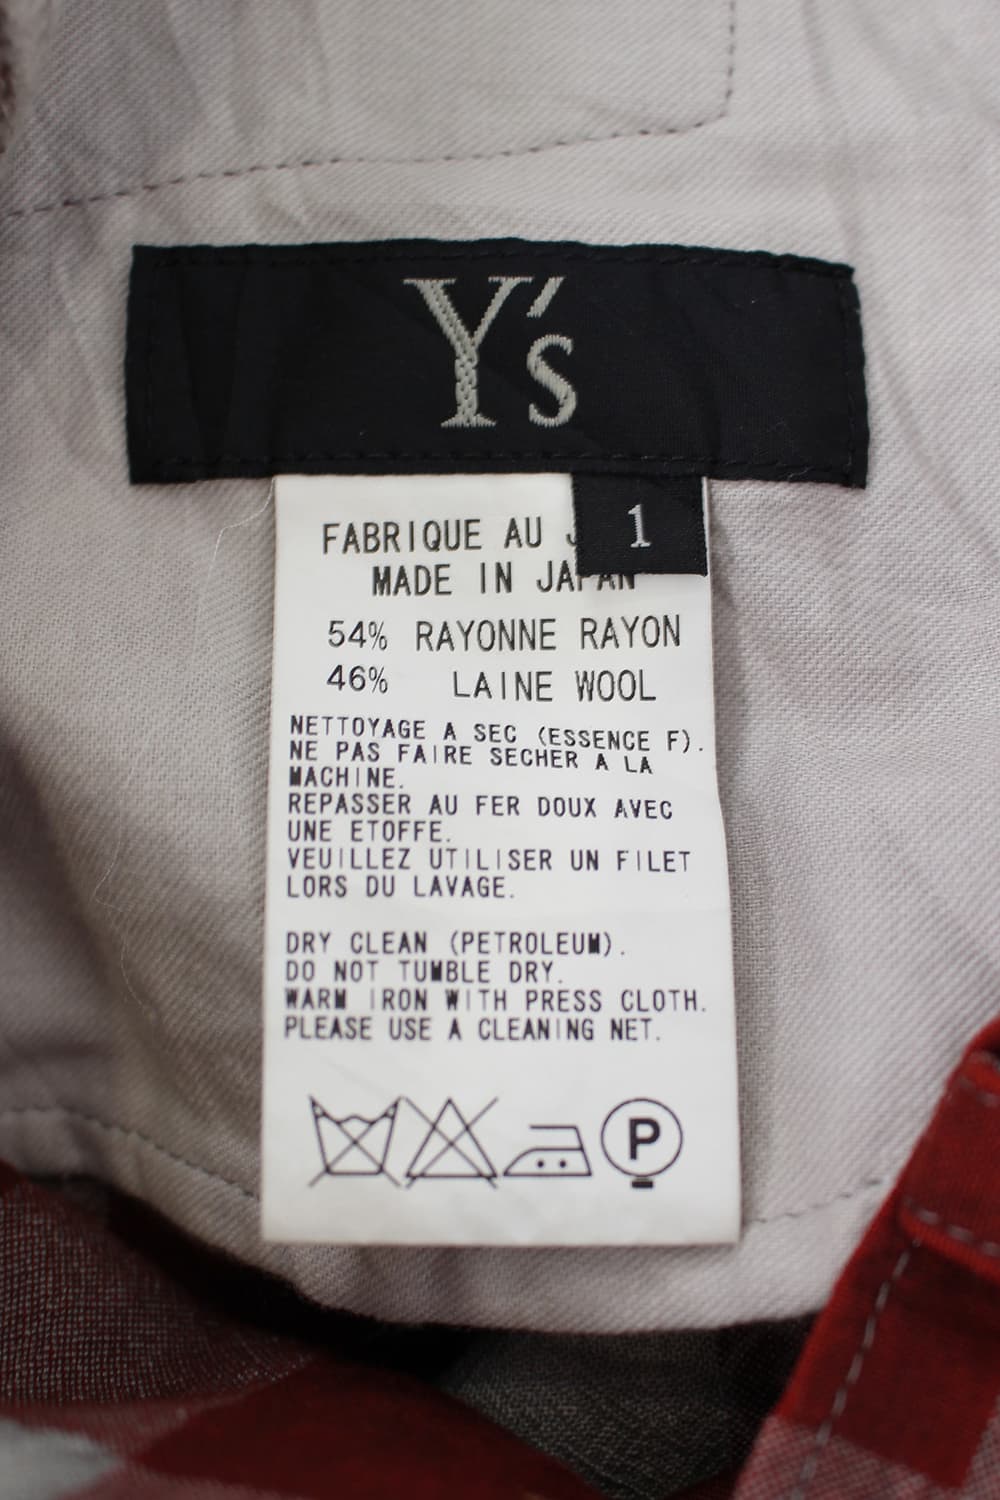 Y's
1
FABRIQUE AU
MADE IN JAPAN
54% RAYONNE RAYON
46% LAINE WOOL
NETTOYAGE A SEC (ESSENCE F).
NE PAS FAIRE SECHER A LA
MACHINE.
REPASSER AU FER DOUX AVEC
UNE ETOFFE.
VEUILLEZ UTILISER UN FILET
LORS DU LAVAGE.
DRY CLEAN (PETROLEUM).
DO NOT TUMBLE DRY.
WARM IRON WITH PRESS CLOTH.
PLEASE USE A CLEANING NET.
P